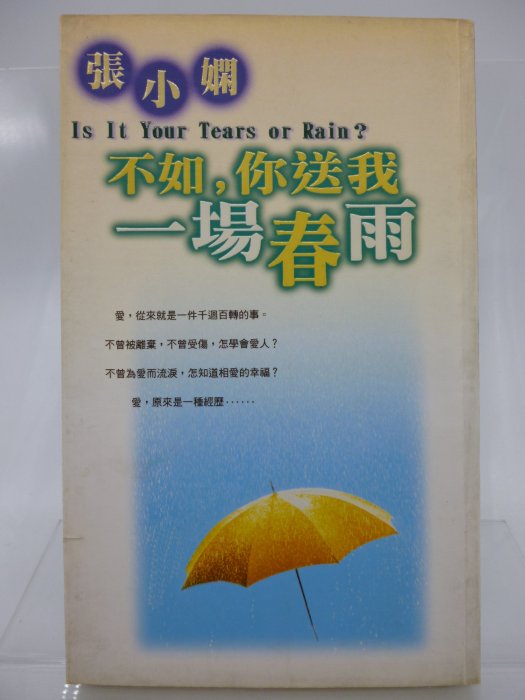 張小嫻
Is It Your Tears or Rain?
不如,你送我
一場春雨
愛,從來就是一件千迴百轉的事。
不曾被離棄,不曾受傷,怎學會愛人?
不曾為愛而流淚,怎知道相愛的幸福?
愛,原來是一種經歷······